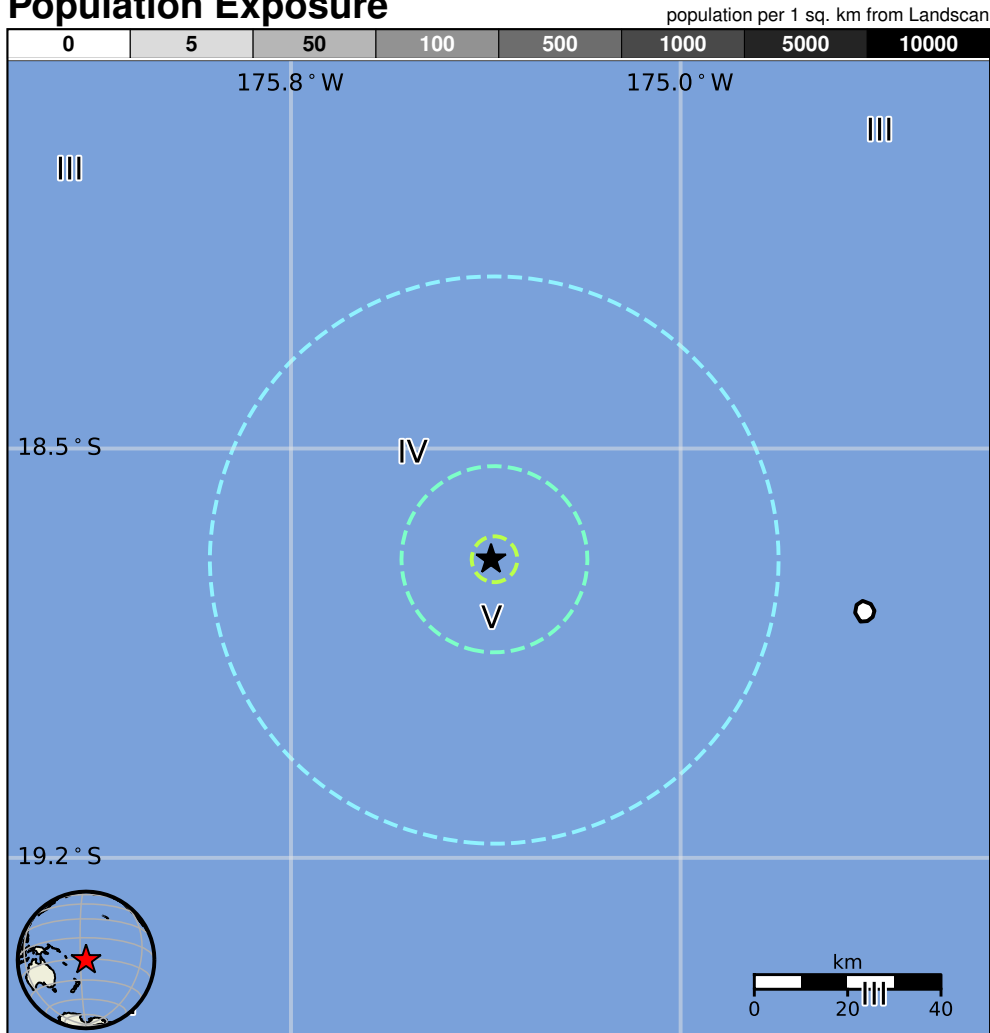 Population Exposure
population per 1 sq. km from Landscan
0 5 50 100 500 1000 5000 10000
175.8°W 175.0°W
III
III
18.5°S
IV
V
19.2°S
km
III
0 20 40